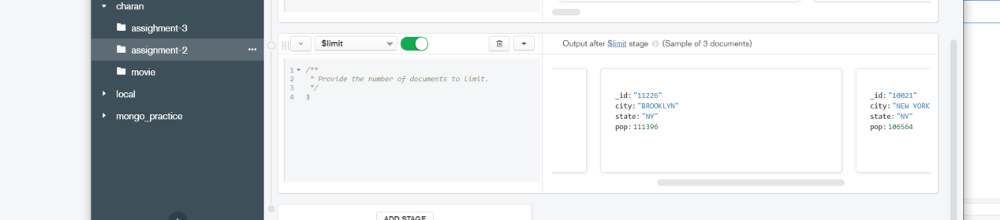 charan
assighment-3
assignment-2
movie
local
mongo_practice
$limit
1 /**
2 * Provide the number of documents to limit.
3 */
4 3
Output after $limit stage (Sample of 3 documents)
_id: "11226"
city: "BROOKLYN"
state: "NY"
pop: 111396
_id: "10021"
city: "NEW YORK
state: "NY"
pop: 106564
ADD STAGE